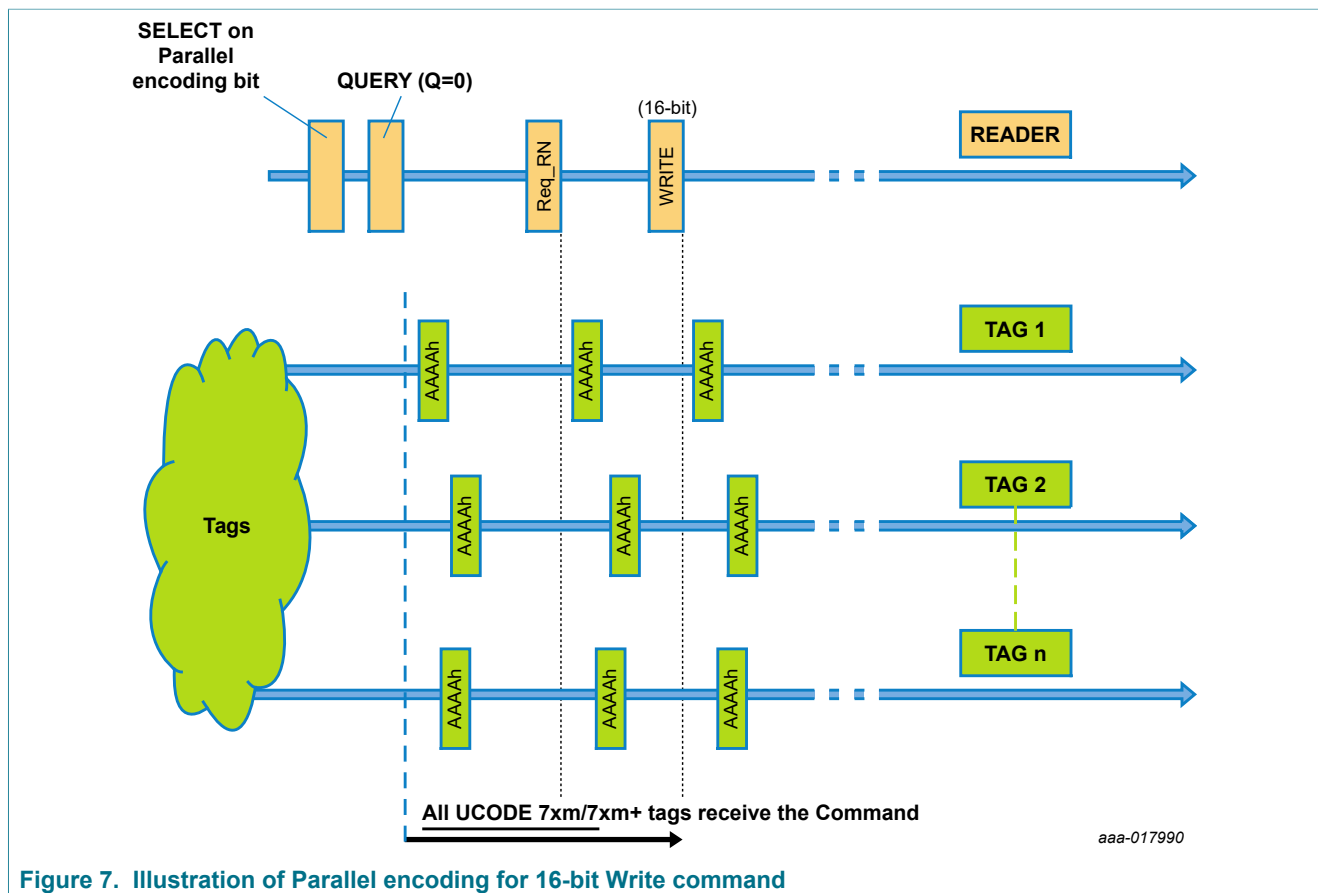 SELECT on
Parallel
encoding bit
QUERY (Q=0)
(16-bit)
READER
Req_RN
WRITE
TAG 1
AAAAh
AAAAh
AAAAh
TAG 2
AAAAh
AAAAh
AAAAh
Tags
TAG n
AAAAh
AAAAh
AAAAh
All UCODE 7xm/7xm+ tags receive the Command
aaa-017990
Figure 7. Illustration of Parallel encoding for 16-bit Write command